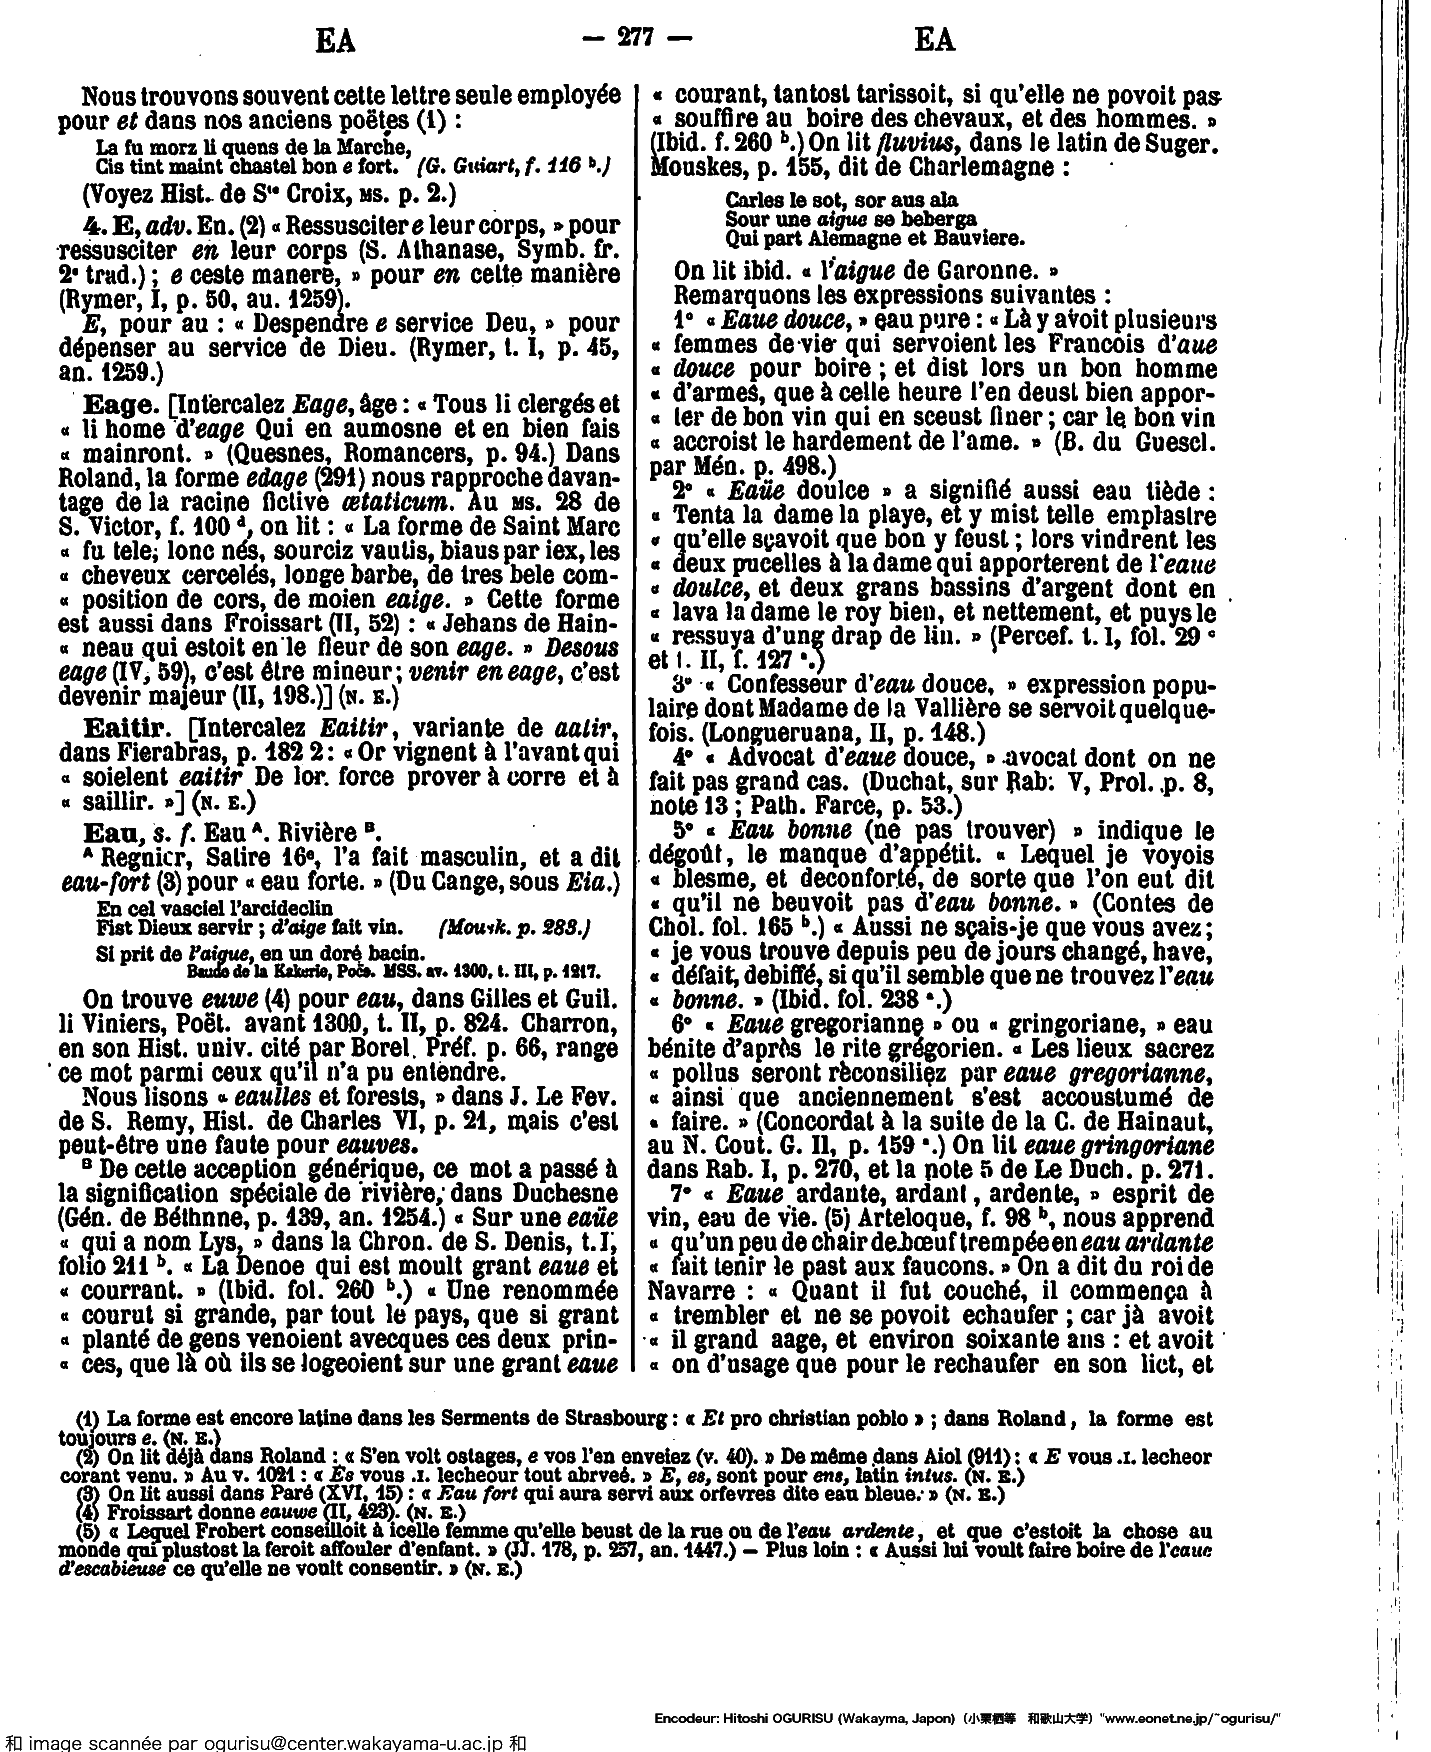 EA
— 277 —
EA
Nous trouvons souvent cette lettre seule employée
pour et dans nos anciens poëtes (1) :
La fu morz li quens de la Marche,
Cis tint maint chastel bon e fort. (G. Guiart, f. 116 b.)
(Voyez Hist. de Ste Croix, MS. p. 2.)
4. E, adv. En. (2) « Ressusciter e leur corps, » pour
ressusciter en leur corps (S. Athanase, Symb. fr.
2e trad.) ; e ceste manere, » pour en cette manière
(Rymer, I, p. 50, au. 1259).
E, pour au : « Despendre e service Deu, » pour
dépenser au service de Dieu. (Rymer, t. I, p. 45,
an. 1259.)
Eage. [Intercalez Eage, âge : « Tous li clergés et
« li home d'eage Qui en aumosne et en bien fais
« mainront. » (Quesnes, Romancers, p. 94.) Dans
Roland, la forme edage (291) nous rapproche davan-
tage de la racine fictive ætaticum. Au MS. 28 de
S. Victor, f. 100 d, on lit : « La forme de Saint Marc
« fu tele; lonc nés, sourciz vautis, biaus par iex, les
« cheveux cercelés, longe barbe, de tres bele com-
« position de cors, de moien eaige. » Cette forme
est aussi dans Froissart (II, 52) : « Jehans de Hain-
« neau qui estoit en le fleur de son eage. » Desous
eage (IV, 59), c'est être mineur ; venir en eage, c'est
devenir majeur (II, 198.)] (N. E.)
Eaitir. [Intercalez Eaitir, variante de aatir,
dans Fierabras, p. 182 2 : « Or vignent à l'avant qui
« soielent eaitir De lor. force prover à corre et à
« saillir. »] (N. E.)
Eau, s. f. Eau A. Rivière B.
A Regnier, Satire 16e, l'a fait masculin, et a dit
eau-fort (3) pour « eau forte. » (Du Cange, sous Eia.)
En cel vasciel l'arcideclin
Fist Dieux servir ; d'aige fait vin. (Mousk. p. 283.)
Si prit de l'aigue, en un doré bacin.
Baude de la Kakerie, Poës. MSS. av. 1300, t. III, p. 1217.
On trouve euwe (4) pour eau, dans Gilles et Guil.
li Viniers, Poët. avant 1300, t. II, p. 824. Charron,
en son Hist. univ. cité par Borel. Préf. p. 66, range
ce mot parmi ceux qu'il n'a pu entendre.
Nous lisons « eaulles et forests, » dans J. Le Fev.
de S. Remy, Hist. de Charles VI, p. 21, mais c'est
peut-être une faute pour eauves.
B De cette acception générique, ce mot a passé à
la signification spéciale de rivière, dans Duchesne
(Gén. de Béthnne, p. 139, an. 1254.) « Sur une eaüe
« qui a nom Lys, » dans la Chron. de S. Denis, t. I,
folio 211 b. « La Denoe qui est moult grant eaue et
« courrant. » (Ibid. fol. 260 b.) « Une renommée
« courut si grande, par tout le pays, que si grant
« planté de gens venoient avecques ces deux prin-
« ces, que là où ils se logeoient sur une grant eaue
« courant, tantost tarissoit, si qu'elle ne povoit pas
« souffire au boire des chevaux, et des hommes. »
(Ibid. f. 260 b.) On lit fluvius, dans le latin de Suger.
Mouskes, p. 155, dit de Charlemagne :
Carles le sot, sor aus ala
Sour une aigue se beberga
Qui part Alemagne et Bauviere.
On lit ibid. « l'aigue de Garonne. »
Remarquons les expressions suivantes :
1° « Eaue douce, » eau pure : « Là y avoit plusieurs
« femmes de vie qui servoient les Francois d'aue
« douce pour boire ; et dist lors un bon homme
« d'armes, que à celle heure l'en deust bien appor-
« ter de bon vin qui en sceust finer ; car le bon vin
« accroist le hardement de l'ame. » (B. du Guescl.
par Mén. p. 498.)
2° « Eaüe doulce » a signifié aussi eau tiède :
« Tenta la dame la playe, et y mist telle emplastre
« qu'elle sçavoit que bon y feust ; lors vindrent les
« deux pucelles à la dame qui apporterent de l'eaue
« doulce, et deux grans bassins d'argent dont en
« lava la dame le roy bien, et nettement, et puys le
« ressuya d'ung drap de lin. » (Percef. t. I, fol. 29 c
et t. II, f. 127 a.)
3° « Confesseur d'eau douce, » expression popu-
laire dont Madame de la Vallière se servoit quelque-
fois. (Longueruana, II, p. 148.)
4° « Advocat d'eaue douce, » avocat dont on ne
fait pas grand cas. (Duchat, sur Rab. V, Prol. p. 8,
note 13 ; Path. Farce, p. 53.)
5° « Eau bonne (ne pas trouver) » indique le
dégoût, le manque d'appétit. « Lequel je voyois
« blesme, et deconforté, de sorte que l'on eut dit
« qu'il ne beuvoit pas d'eau bonne. » (Contes de
Chol. fol. 165 b.) « Aussi ne sçais-je que vous avez ;
« je vous trouve depuis peu de jours changé, have,
« défait, debiffé, si qu'il semble que ne trouvez l'eau
« bonne. » (Ibid. fol. 238 a.)
6° « Eaue gregorianne » ou « gringoriane, » eau
bénite d'après le rite grégorien. « Les lieux sacrez
« pollus seront rèconsiliez par eaue gregorianne,
« ainsi que anciennement s'est accoustumé de
« faire. » (Concordat à la suite de la C. de Hainaut,
au N. Cout. G. II, p. 159 a.) On lit eaue gringoriane
dans Rab. I, p. 270, et la note 5 de Le Duch. p. 271.
7° « Eaue ardante, ardant, ardente, » esprit de
vin, eau de vie. (5) Arteloque, f. 98 b, nous apprend
« qu'un peu de chair de bœuf trempée en eau ardante
« fait tenir le past aux faucons. » On a dit du roi de
Navarre : « Quant il fut couché, il commença à
« trembler et ne se povoit echaufer ; car jà avoit
« il grand aage, et environ soixante ans : et avoit
« on d'usage que pour le rechaufer en son lict, et
(1) La forme est encore latine dans les Serments de Strasbourg : « Et pro christian poblo » ; dans Roland, la forme est
toujours e. (N. E.)
(2) On lit déjà dans Roland : « S'en volt ostages, e vos l'en enveiez (v. 40). » De même dans Aiol (911) : « E vous .I. lecheor
corant venu. » Au v. 1021 : « Es vous .I. lecheour tout abrveé. » E, es, sont pour ens, latin intus. (N. E.)
(3) On lit aussi dans Paré (XVI, 15) : « Eau fort qui aura servi aux orfevres dite eau bleue. » (N. E.)
(4) Froissart donne eauwe (II, 423). (N. E.)
(5) « Lequel Frobert conseilloit à icelle femme qu'elle beust de la rue ou de l'eau ardente, et que c'estoit la chose au
monde qui plustost la feroit affouler d'enfant. » (JJ. 178, p. 257, an. 1447.) — Plus loin : « Aussi lui voult faire boire de l'eaue
d'escabieuse ce qu'elle ne voult consentir. » (N. E.)
Encodeur: Hitoshi OGURISU (Wakayma, Japon) (小栗栖等 和歌山大学) "www.eonet.ne.jp/~ogurisu/"
和 image scannée par ogurisu@center.wakayama-u.ac.jp 和